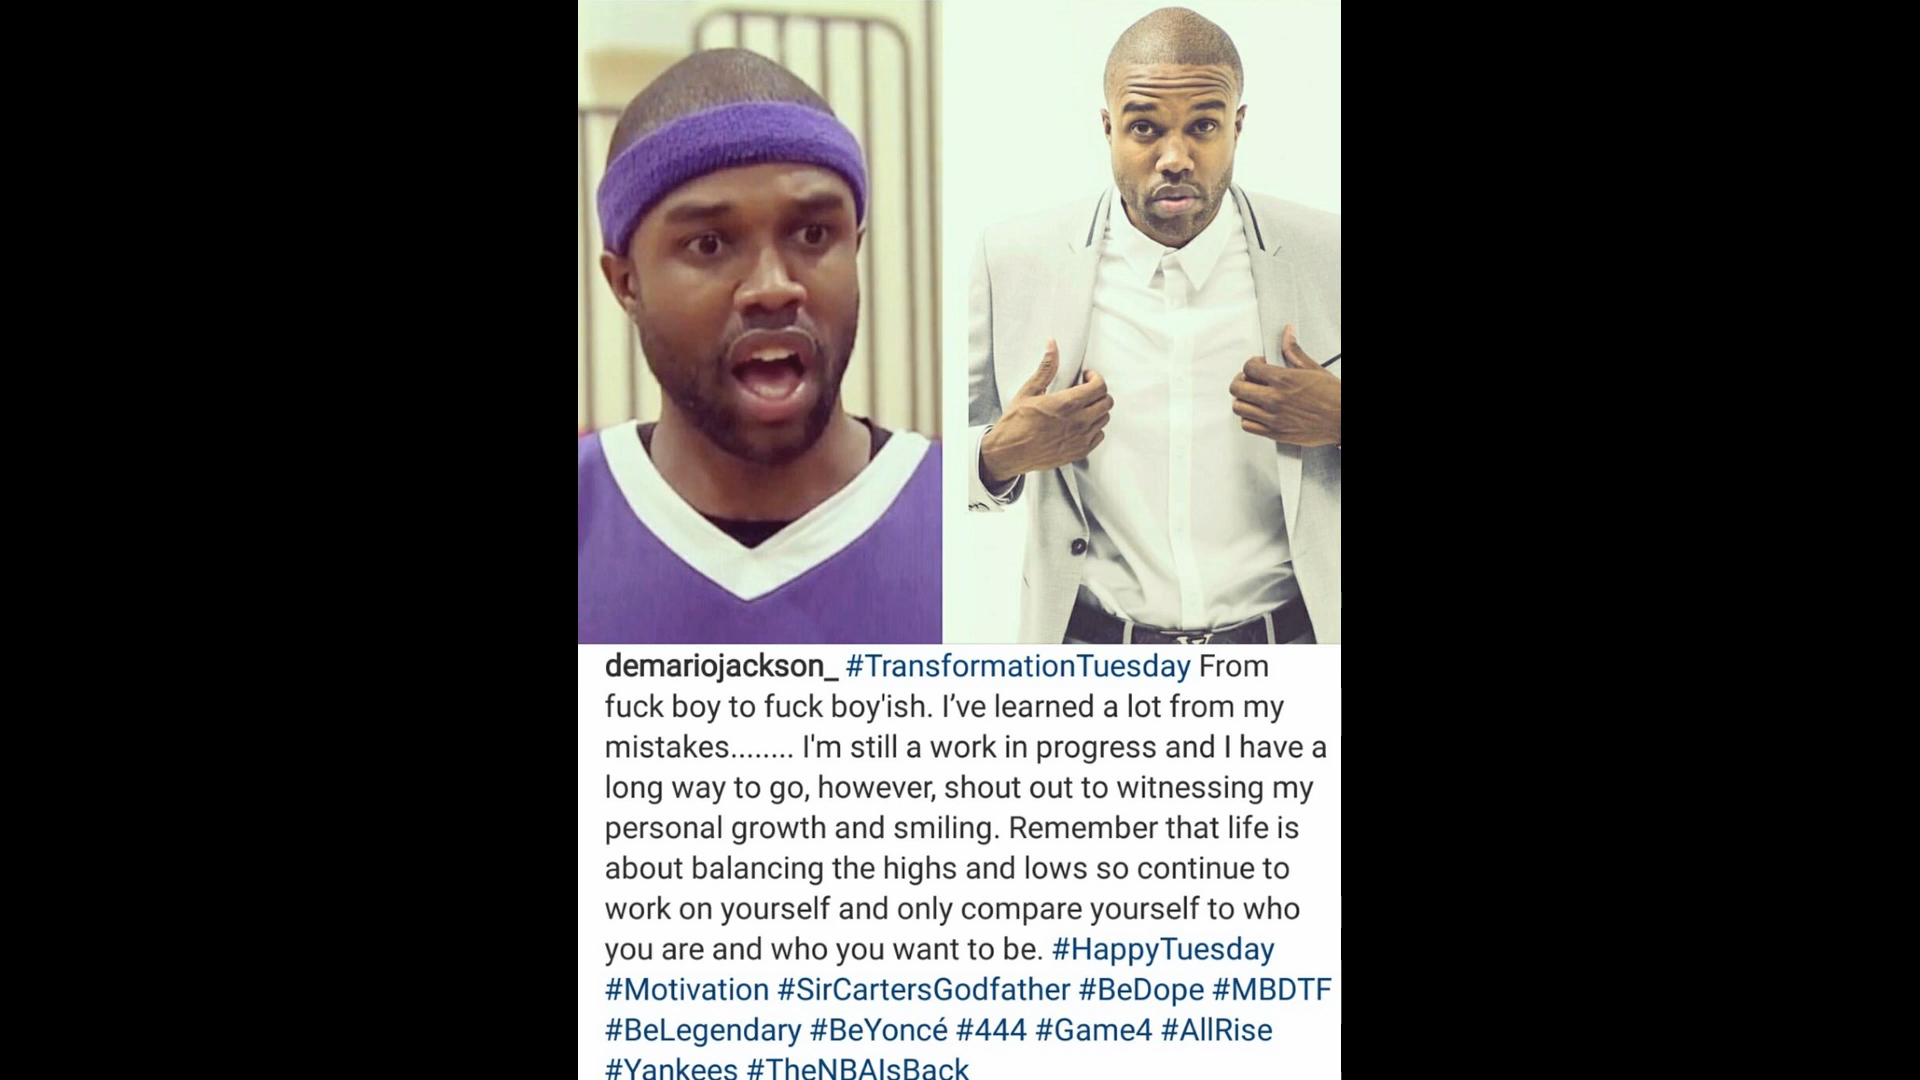 demariojackson_ #TransformationTuesday From
fuck boy to fuck boy'ish. I’ve learned a lot from my
mistakes........ I'm still a work in progress and I have a
long way to go, however, shout out to witnessing my
personal growth and smiling. Remember that life is
about balancing the highs and lows so continue to
work on yourself and only compare yourself to who
you are and who you want to be. #HappyTuesday
#Motivation #SirCartersGodfather #BeDope #MBDTF
#BeLegendary #BeYoncé #444 #Game4 #AllRise
#Yankees #TheNBAIsBack